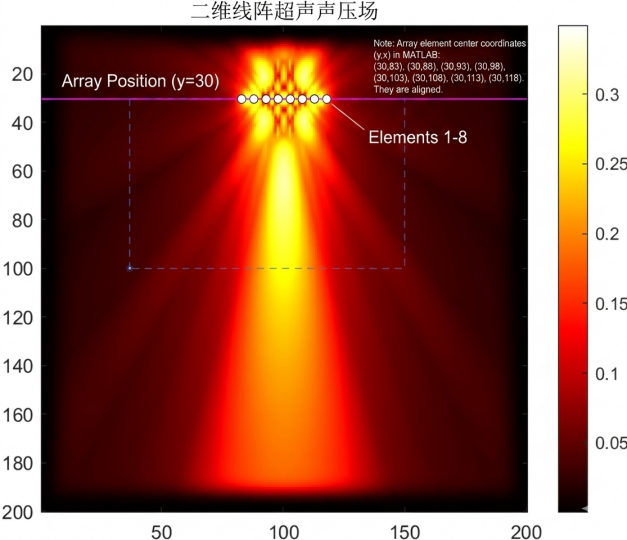 二维线阵超声声压场
Note: Array element center coordinates
(y,x) in MATLAB:
(30,83), (30,88), (30,93), (30,98),
(30,103), (30,108), (30,113), (30,118).
They are aligned.
Array Position (y=30)
Elements 1-8
20
40
60
80
100
120
140
160
180
200
50
100
150
200
0.3
0.25
0.2
0.15
0.1
0.05